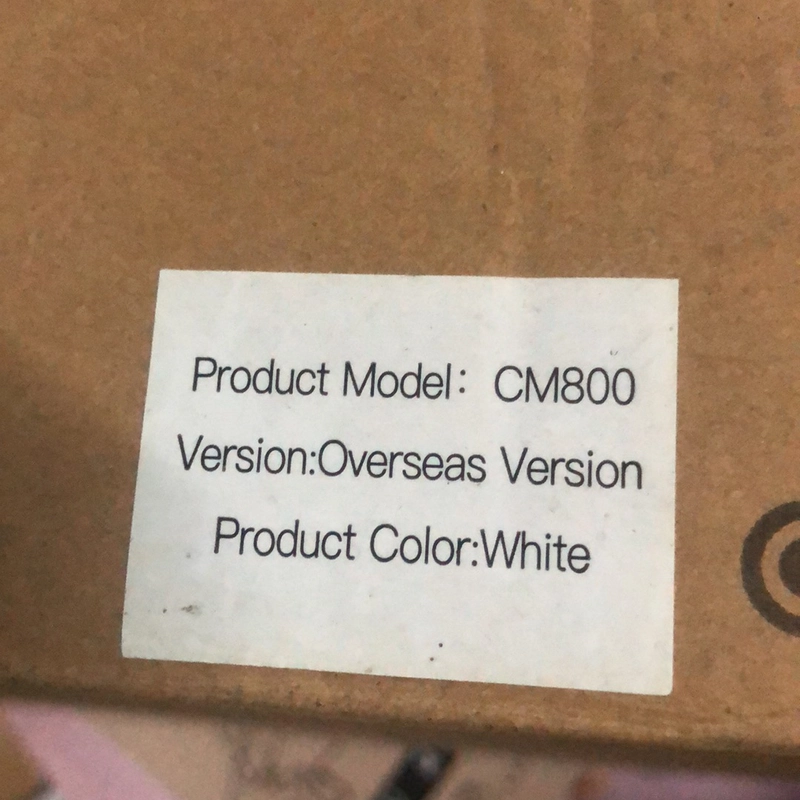 Product Model: CM800
Version:Overseas Version
Product Color:White